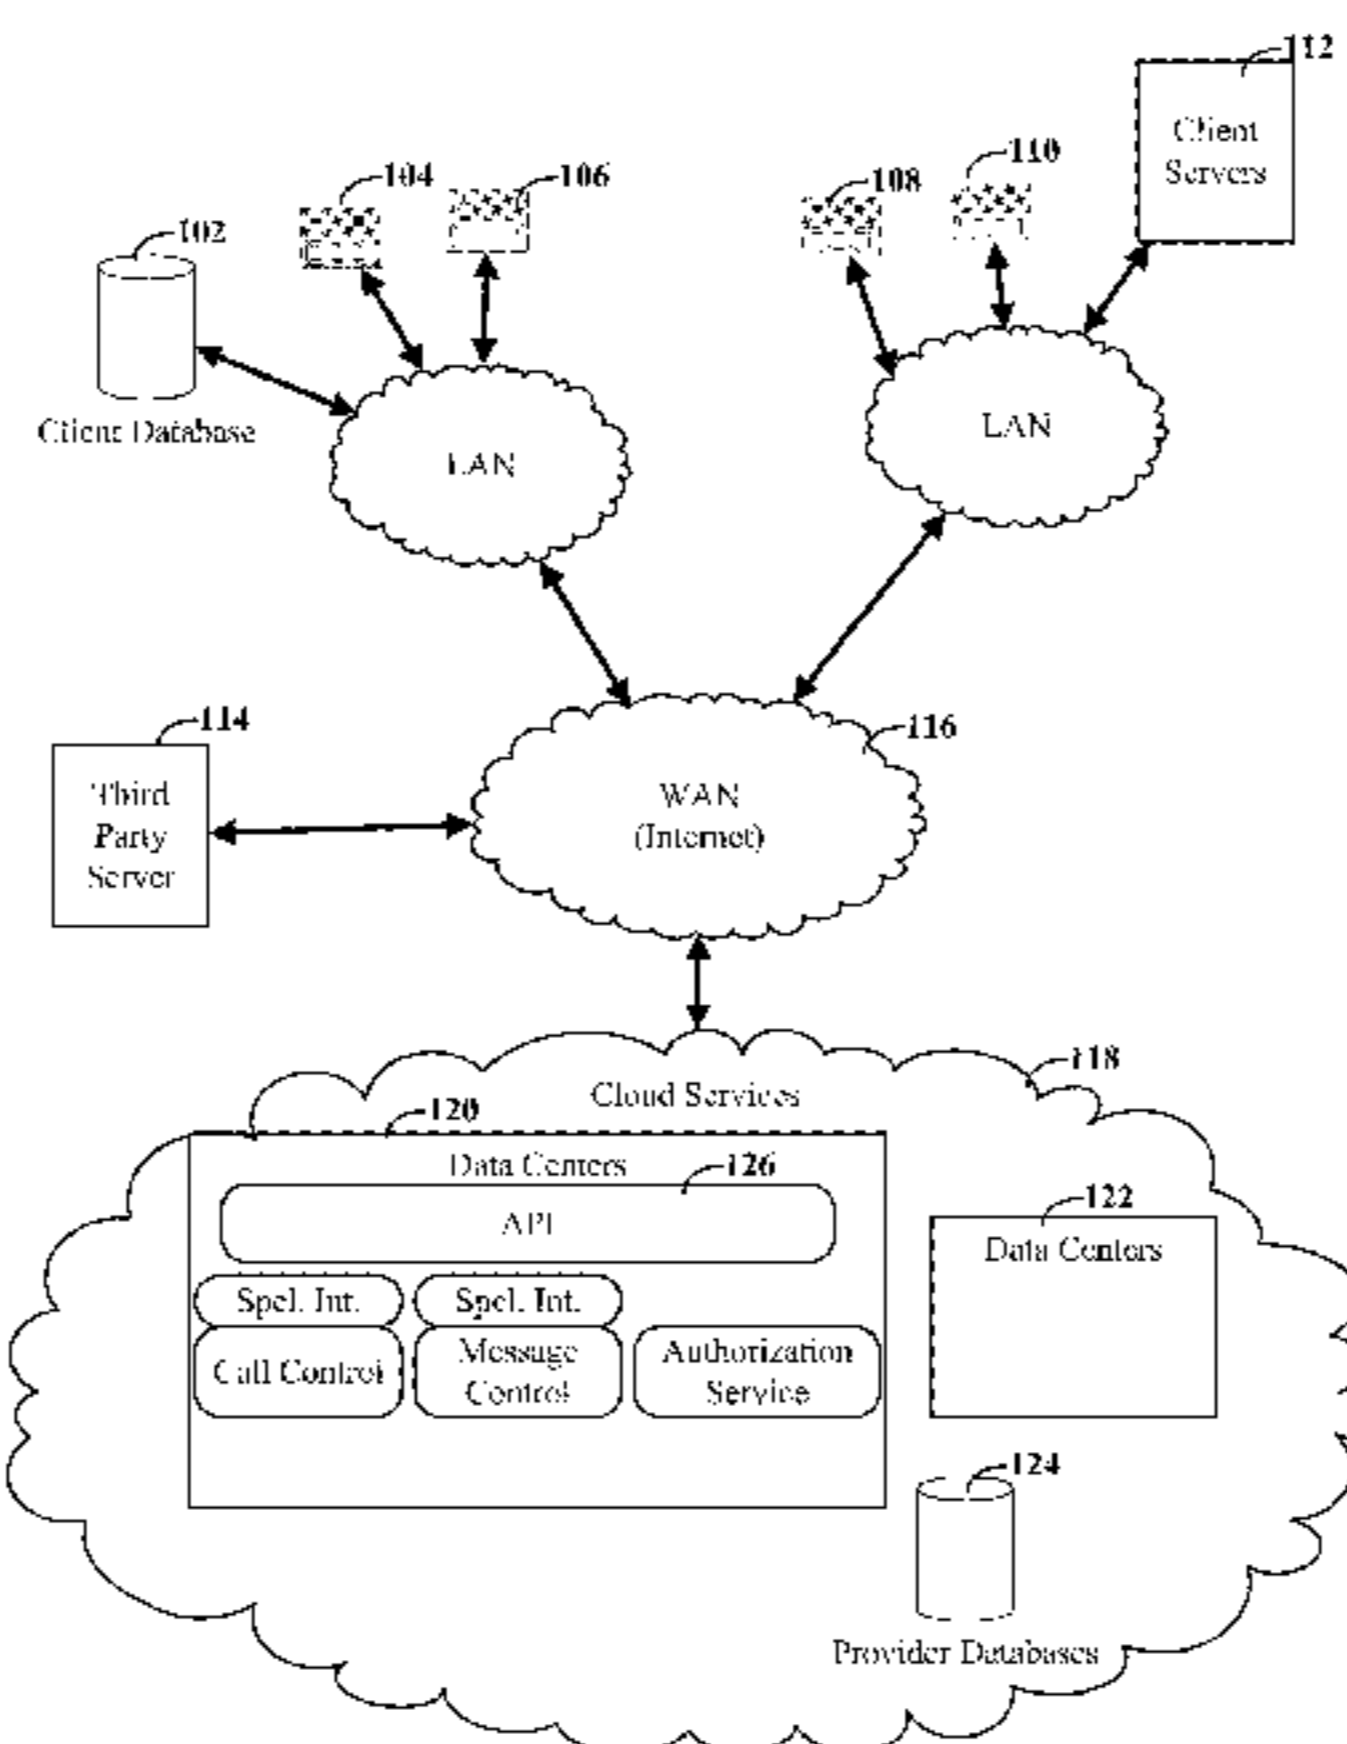 112
Client
Servers
110
104
106
108
102
Client Database
LAN
LAN
114
116
Third
Party
Server
WAN
(Internet)
118
Cloud Services
120
Data Centers
126
API
122
Data Centers
Spcl. Int.
Spcl. Int.
Call Control
Message
Control
Authorization
Service
124
Provider Databases